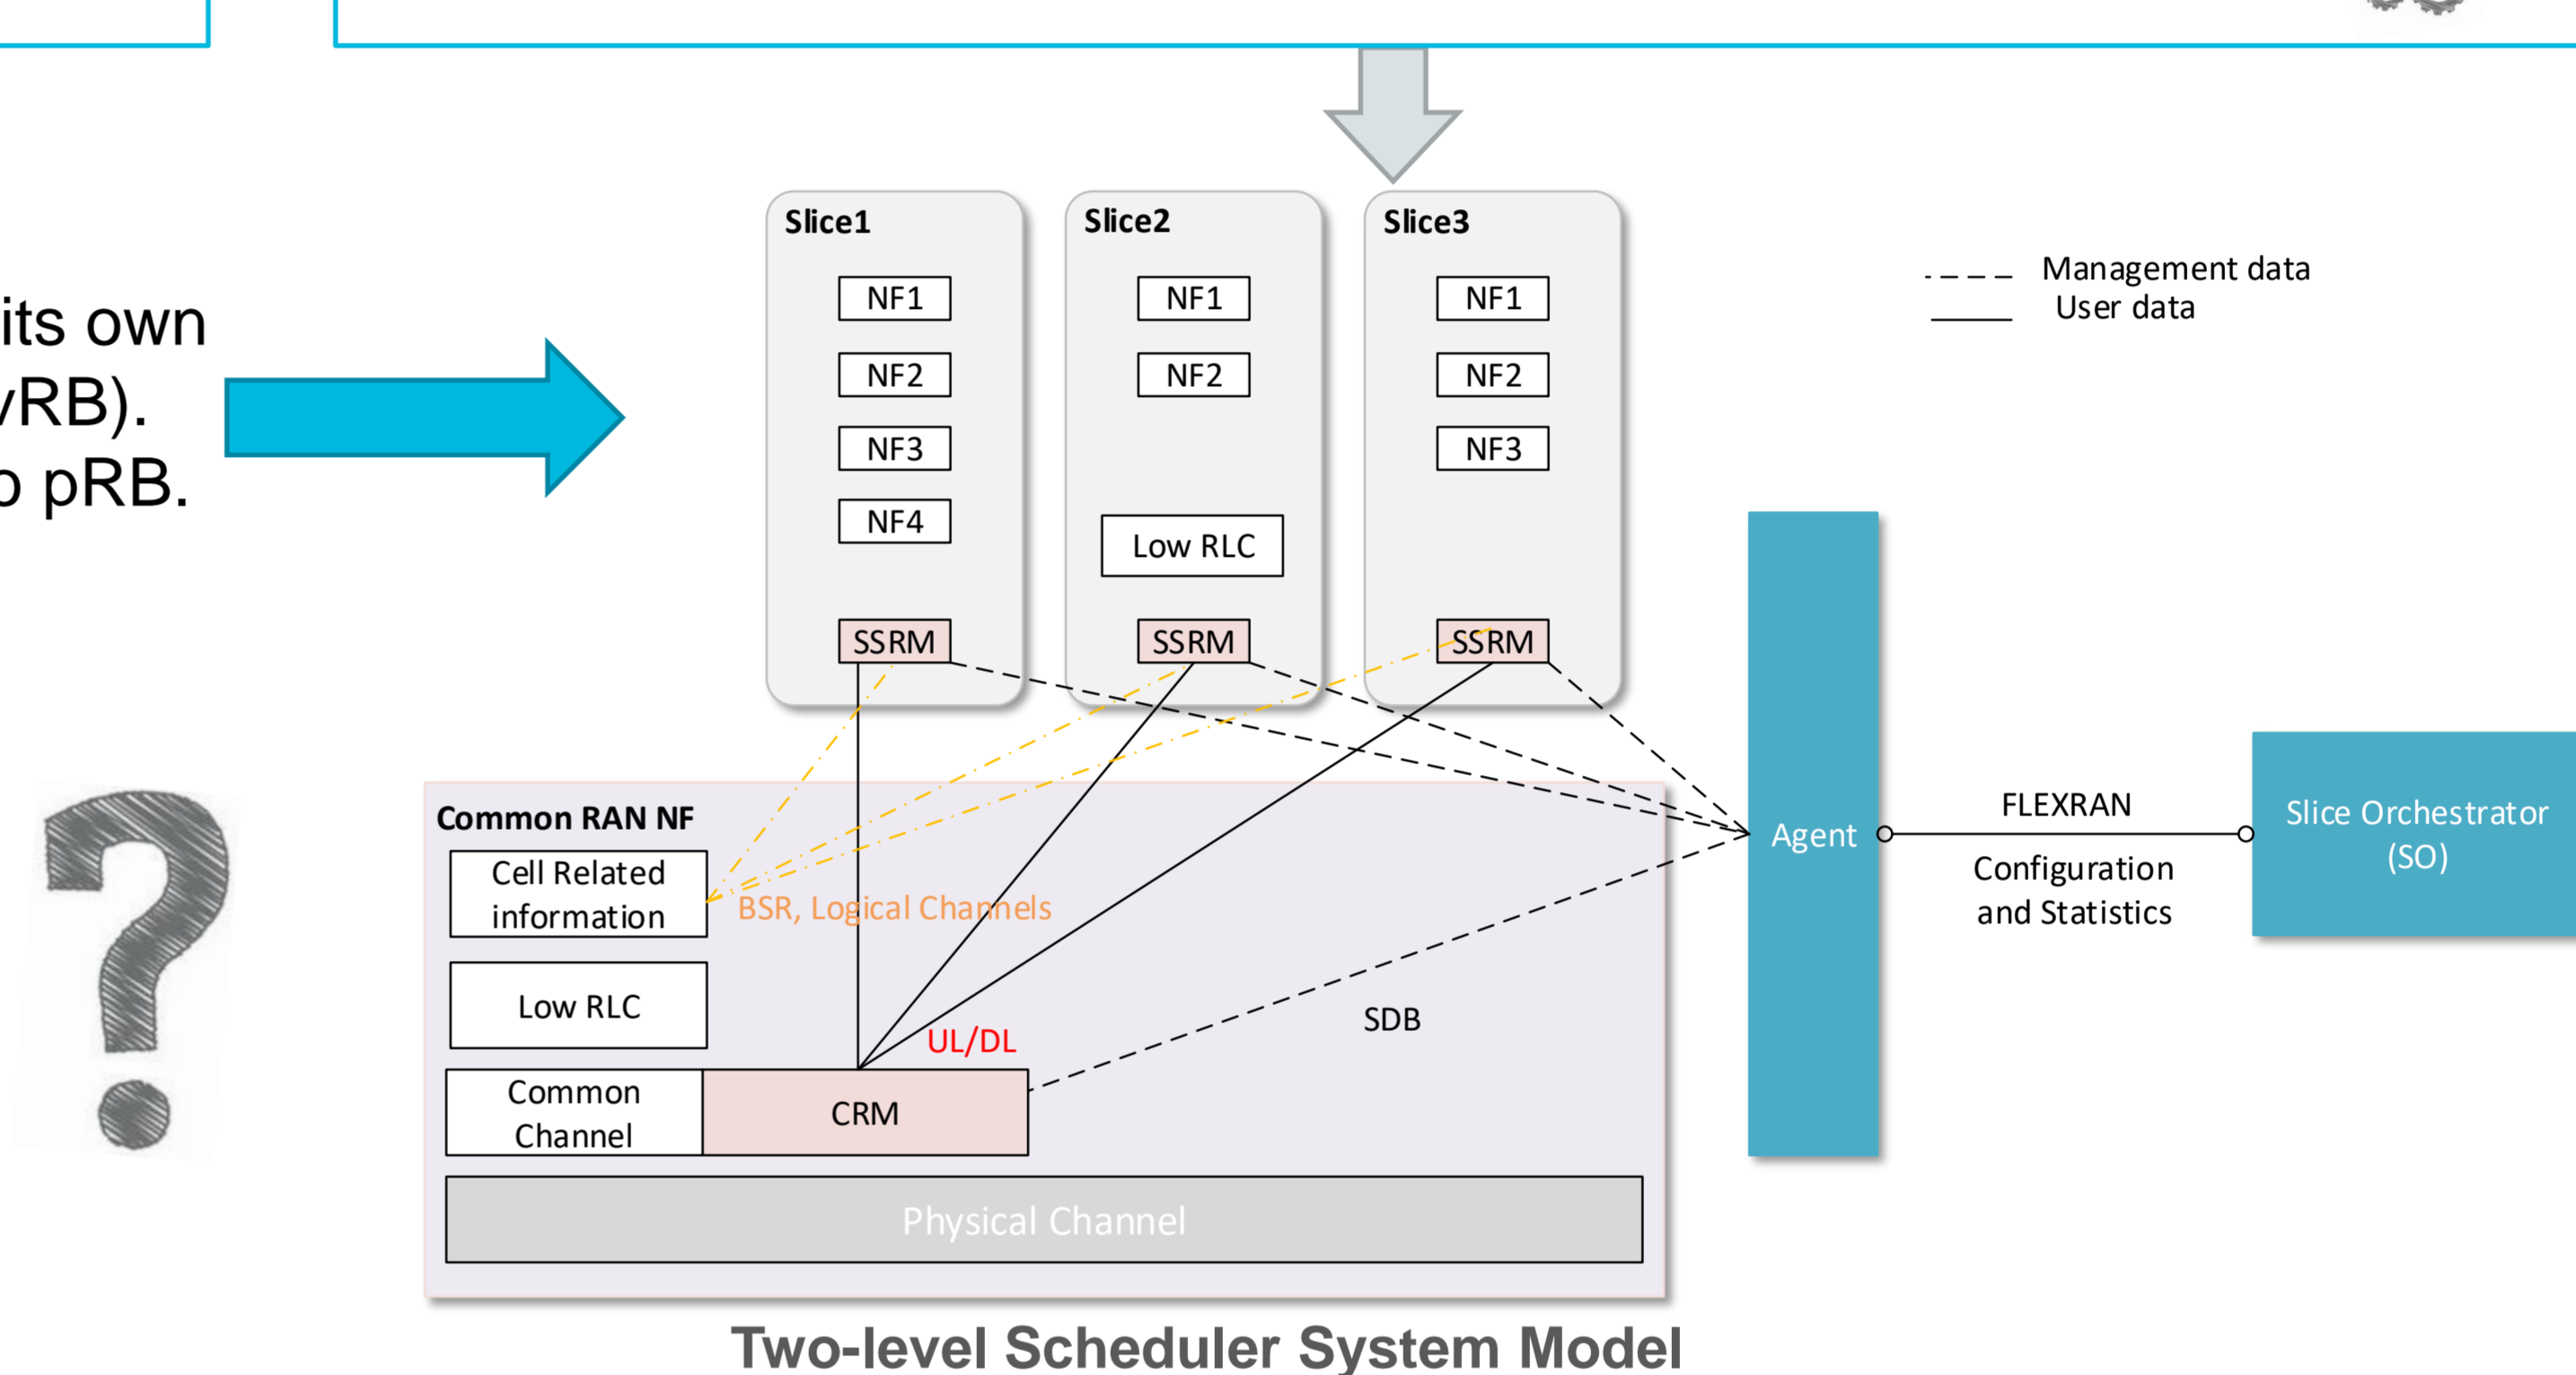 its own
vRB).
o pRB.
Slice1
NF1
NF2
NF3
NF4
SSRM
Slice2
NF1
NF2
Low RLC
SSRM
Slice3
NF1
NF2
NF3
SSRM
Management data
User data
Common RAN NF
Cell Related
information
BSR, Logical Channels
Low RLC
UL/DL
Common
Channel
CRM
SDB
Physical Channel
Agent
FLEXRAN
Configuration
and Statistics
Slice Orchestrator
(SO)
Two-level Scheduler System Model